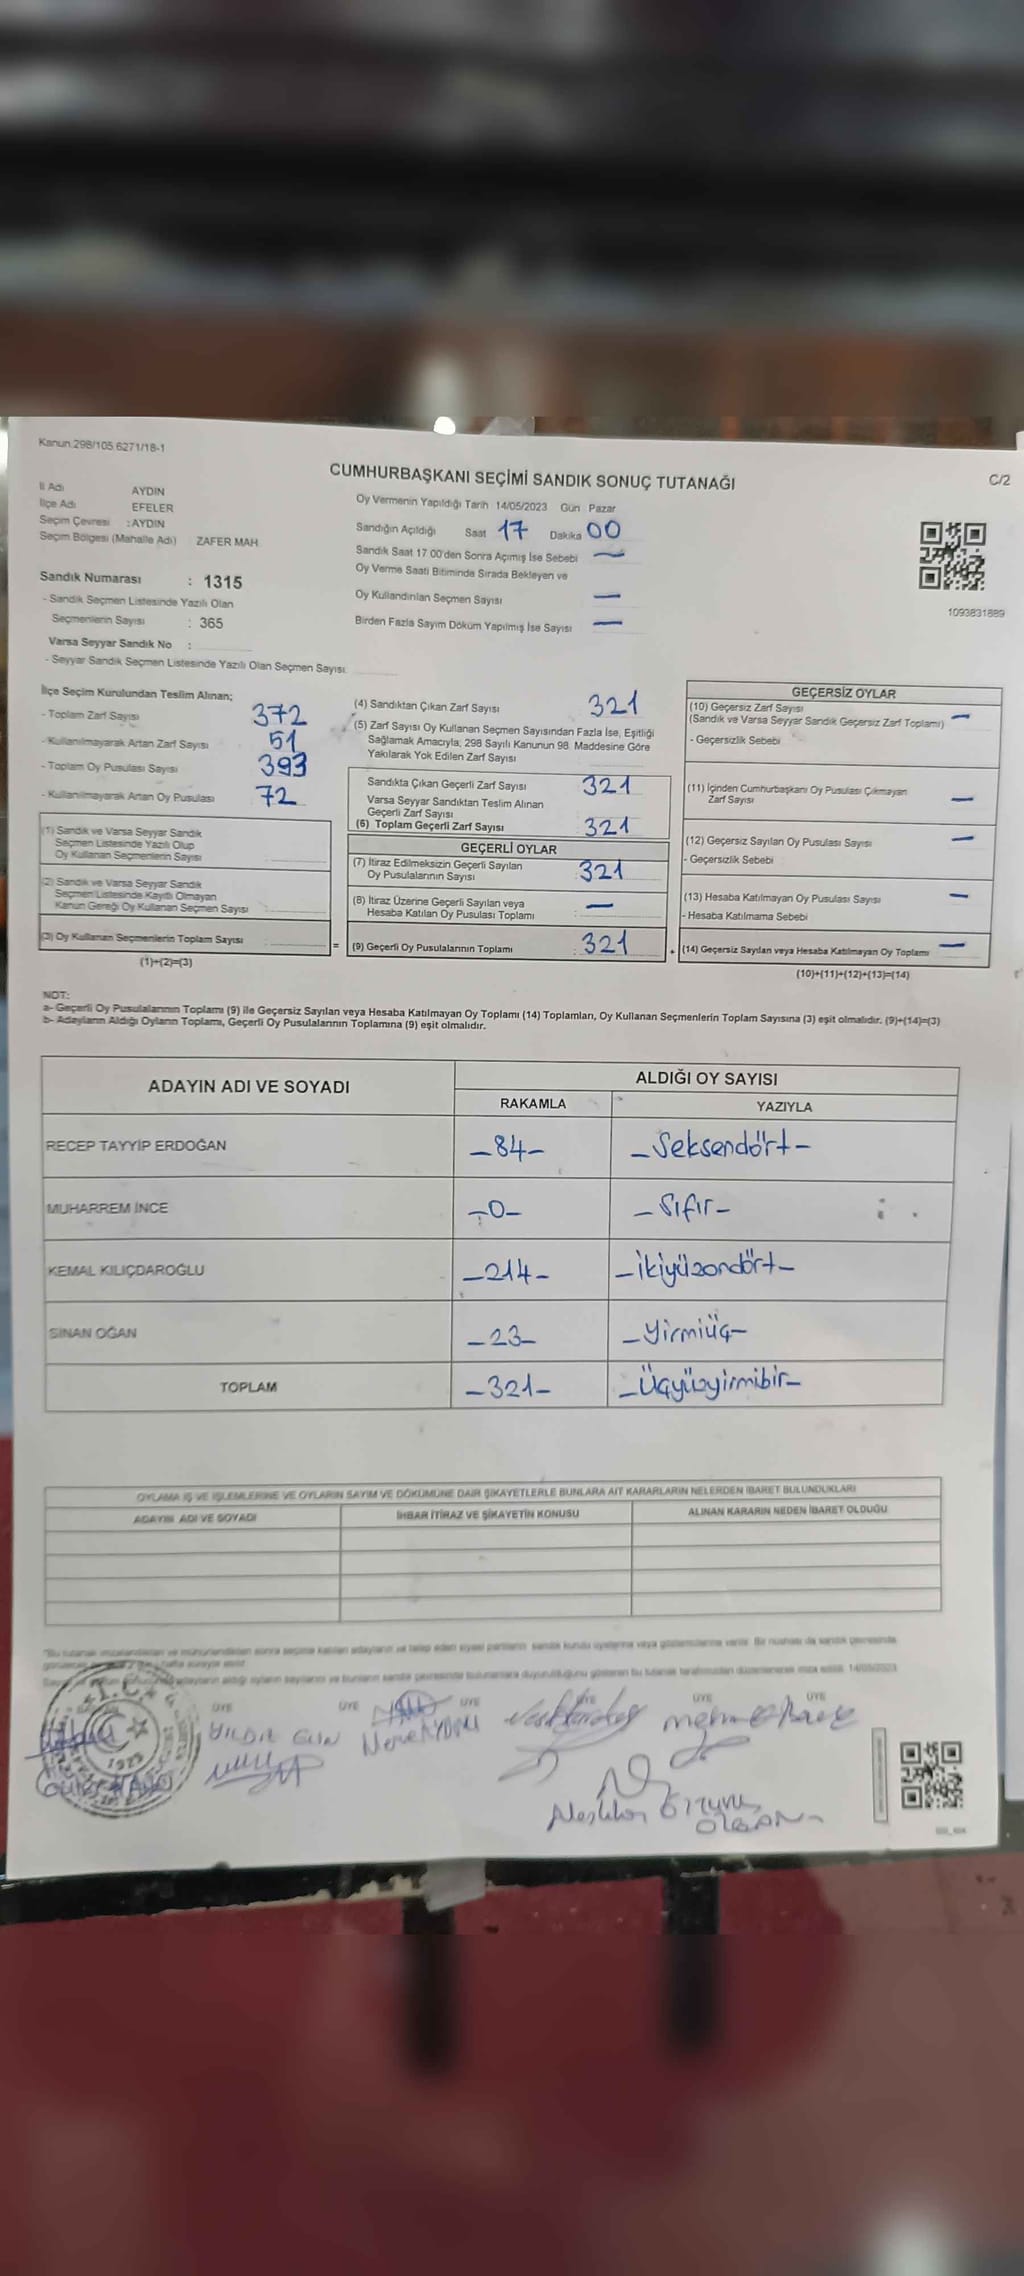 Kanun.298/105 6271/18-1
CUMHURBAŞKANI SEÇİMİ SANDIK SONUÇ TUTANAĞI
C/2
İl Adı AYDIN
İlçe Adı EFELER
Seçim Çevresi : AYDIN
Seçim Bölgesi (Mahalle Adı) ZAFER MAH
Sandık Numarası : 1315
- Sandık Seçmen Listesinde Yazılı Olan
Seçmenlerin Sayısı : 365
Varsa Seyyar Sandık No :
- Seyyar Sandık Seçmen Listesinde Yazılı Olan Seçmen Sayısı
Oy Vermenin Yapıldığı Tarih 14/05/2023 Gün Pazar
Sandığın Açıldığı Saat 17 Dakika 00
Sandık Saat 17.00'den Sonra Açımış İse Sebebi —
Oy Verme Saati Bitiminde Sırada Bekleyen ve
Oy Kullandırılan Seçmen Sayısı —
Birden Fazla Sayım Döküm Yapılmış İse Sayısı —
1093831889
İlçe Seçim Kurulundan Teslim Alınan;
- Toplam Zarf Sayısı 372
- Kullanılmayarak Artan Zarf Sayısı 51
- Toplam Oy Pusulası Sayısı 393
- Kullanılmayarak Artan Oy Pusulası 72
(1) Sandık ve Varsa Seyyar Sandık
Seçmen Listesinde Yazılı Olup
Oy Kullanan Seçmenlerin Sayısı
(2) Sandık ve Varsa Seyyar Sandık
Seçmen Listesinde Kayıtlı Olmayan
Kanun Gereği Oy Kullanan Seçmen Sayısı
(3) Oy Kullanan Seçmenlerin Toplam Sayısı =
(1)+(2)=(3)
(4) Sandıktan Çıkan Zarf Sayısı 321
(5) Zarf Sayısı Oy Kullanan Seçmen Sayısından Fazla İse, Eşitliği
Sağlamak Amacıyla, 298 Sayılı Kanunun 98. Maddesine Göre
Yakılarak Yok Edilen Zarf Sayısı
Sandıkta Çıkan Geçerli Zarf Sayısı 321
Varsa Seyyar Sandıktan Teslim Alınan
Geçerli Zarf Sayısı
(6) Toplam Geçerli Zarf Sayısı 321
GEÇERLİ OYLAR
(7) İtiraz Edilmeksizin Geçerli Sayılan
Oy Pusulalarının Sayısı 321
(8) İtiraz Üzerine Geçerli Sayılan veya
Hesaba Katılan Oy Pusulası Toplamı —
(9) Geçerli Oy Pusulalarının Toplamı : 321 +
GEÇERSİZ OYLAR
(10) Geçersiz Zarf Sayısı
(Sandık ve Varsa Seyyar Sandık Geçersiz Zarf Toplamı) —
- Geçersizlik Sebebi
(11) İçinden Cumhurbaşkanı Oy Pusulası Çıkmayan
Zarf Sayısı —
(12) Geçersiz Sayılan Oy Pusulası Sayısı —
- Geçersizlik Sebebi
(13) Hesaba Katılmayan Oy Pusulası Sayısı —
- Hesaba Katılmama Sebebi
(14) Geçersiz Sayılan veya Hesaba Katılmayan Oy Toplamı —
(10)+(11)+(12)+(13)=(14)
NOT:
a- Geçerli Oy Pusulalarının Toplamı (9) ile Geçersiz Sayılan veya Hesaba Katılmayan Oy Toplamı (14) Toplamları, Oy Kullanan Seçmenlerin Toplam Sayısına (3) eşit olmalıdır. (9)+(14)=(3)
b- Adayların Aldığı Oyların Toplamı, Geçerli Oy Pusulalarının Toplamına (9) eşit olmalıdır.
ADAYIN ADI VE SOYADI ALDIĞI OY SAYISI
RAKAMLA YAZIYLA
RECEP TAYYİP ERDOĞAN –84– –Seksendört–
MUHARREM İNCE –0– –Sıfır–
KEMAL KILIÇDAROĞLU –214– –ikiyüzondört–
SİNAN OĞAN –23– –yirmiüç–
TOPLAM –321– –Üçyüzyirmibir–
OYLAMA İŞ VE İŞLEMLERİNE VE OYLARIN SAYIM VE DÖKÜMÜNE DAİR ŞİKAYETLERLE BUNLARA AİT KARARLARIN NELERDEN İBARET BULUNDUKLARI
ADAYIN ADI VE SOYADI İHBAR İTİRAZ VE ŞİKAYETİN KONUSU ALINAN KARARIN NEDEN İBARET OLDUĞU
14/05/2023
ÜYE ÜYE ÜYE ÜYE ÜYE ÜYE
T.C.
1923